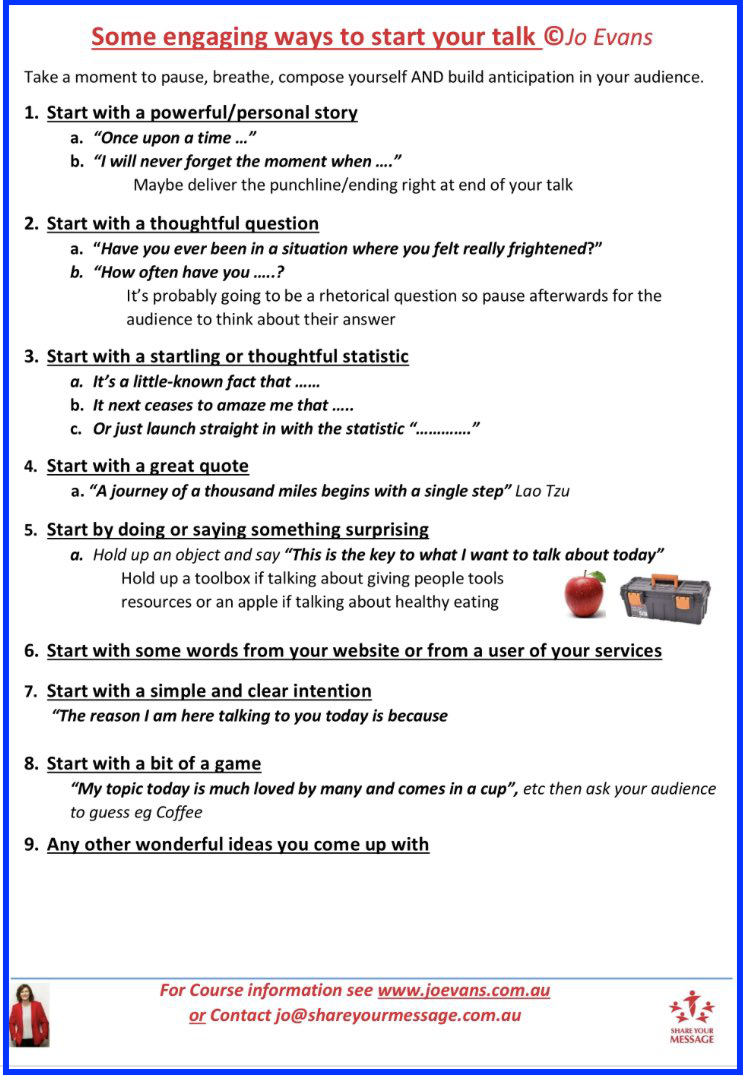 Some engaging ways to start your talk ©Jo Evans
Take a moment to pause, breathe, compose yourself AND build anticipation in your audience.
1. Start with a powerful/personal story
a. “Once upon a time …”
b. “I will never forget the moment when ….”
Maybe deliver the punchline/ending right at end of your talk
2. Start with a thoughtful question
a. “Have you ever been in a situation where you felt really frightened?”
b. “How often have you …..?
It’s probably going to be a rhetorical question so pause afterwards for the
audience to think about their answer
3. Start with a startling or thoughtful statistic
a. It’s a little-known fact that ……
b. It next ceases to amaze me that …..
c. Or just launch straight in with the statistic “………….”
4. Start with a great quote
a. “A journey of a thousand miles begins with a single step” Lao Tzu
5. Start by doing or saying something surprising
a. Hold up an object and say “This is the key to what I want to talk about today”
Hold up a toolbox if talking about giving people tools
resources or an apple if talking about healthy eating
6. Start with some words from your website or from a user of your services
7. Start with a simple and clear intention
“The reason I am here talking to you today is because
8. Start with a bit of a game
“My topic today is much loved by many and comes in a cup”, etc then ask your audience
to guess eg Coffee
9. Any other wonderful ideas you come up with
For Course information see www.joevans.com.au
or Contact jo@shareyourmessage.com.au
SHARE YOUR
MESSAGE